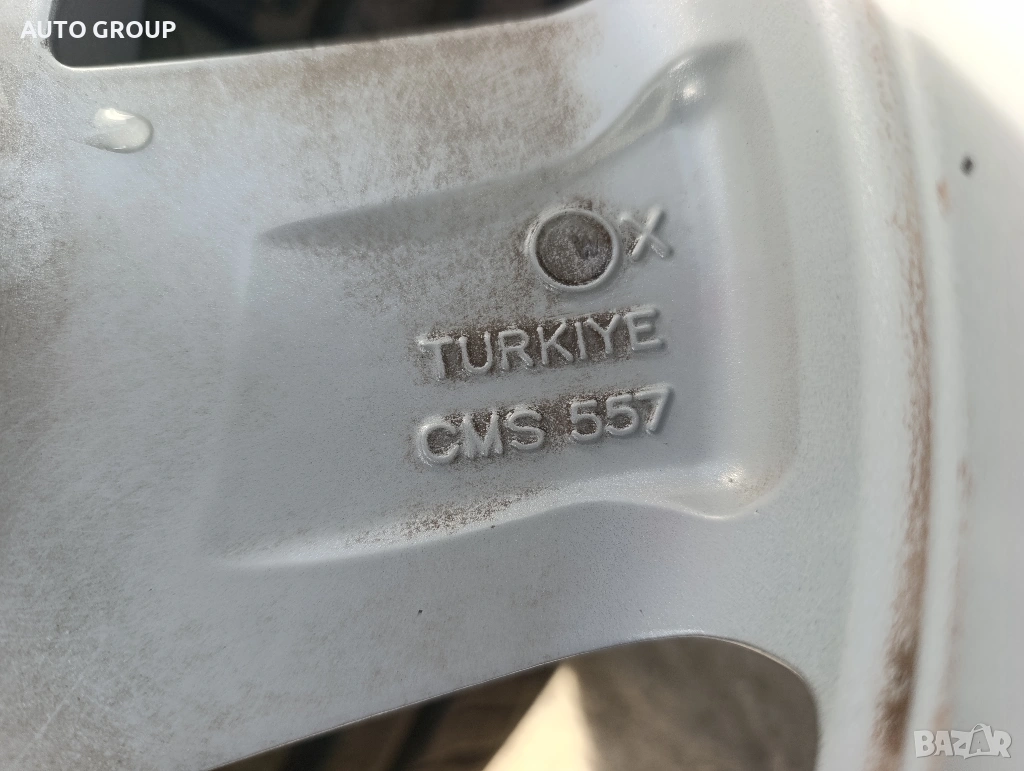 AUTO GROUP
X
TURKIYE
CMS 557
BAZAR